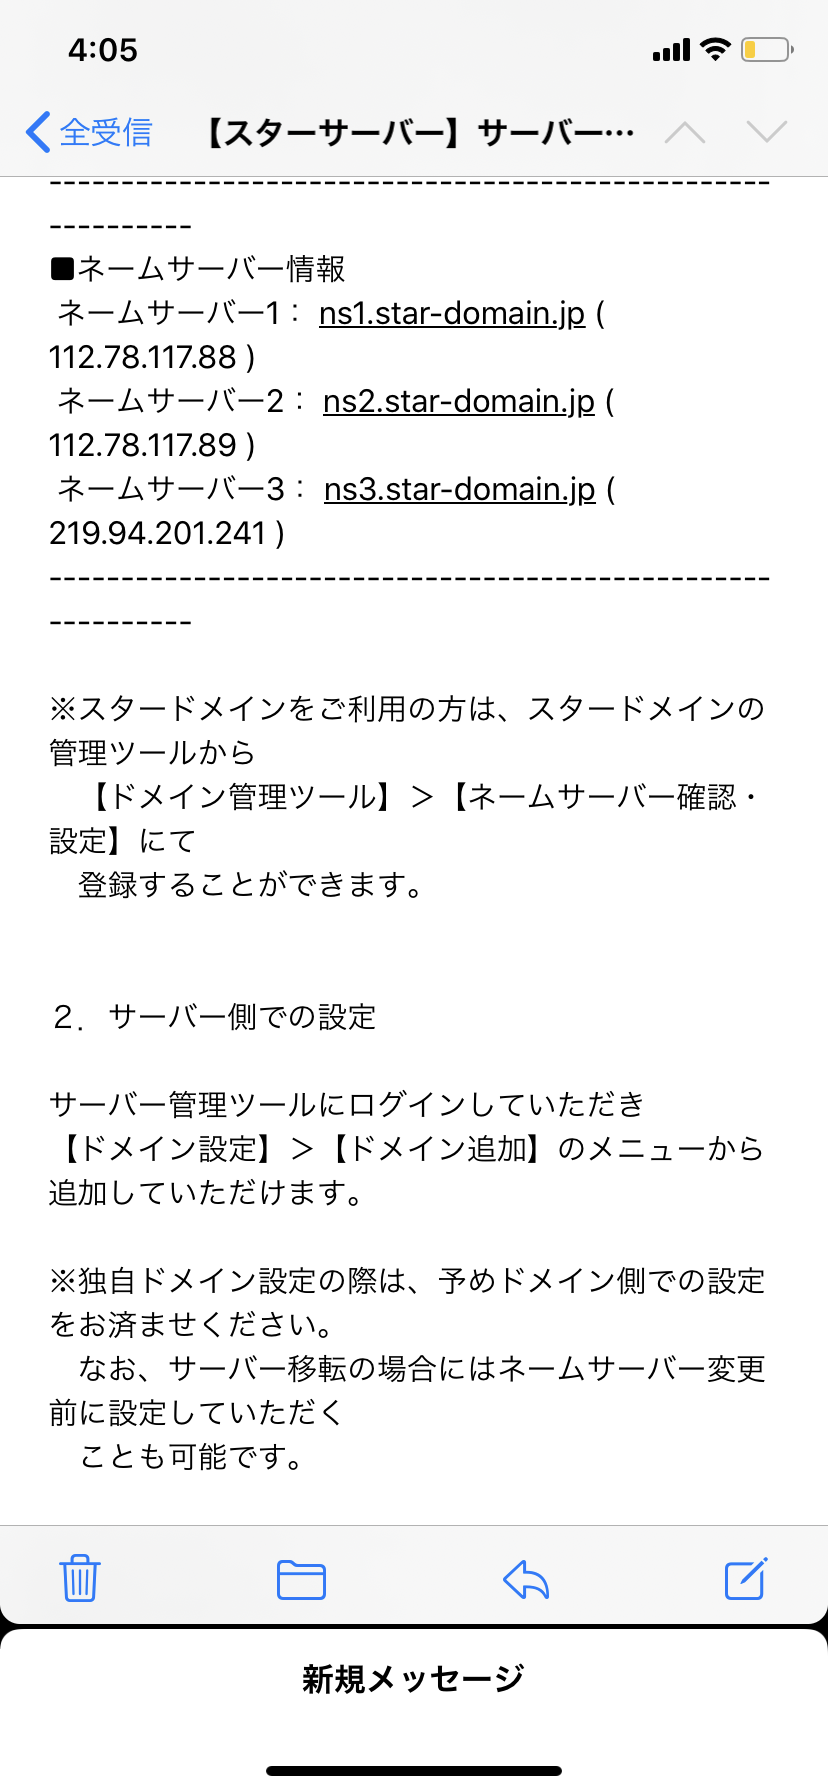 4:05
全受信
【スターサーバー】サーバー…
--------------------------------------------------
----------
■ネームサーバー情報
ネームサーバー1： ns1.star-domain.jp (
112.78.117.88 )
ネームサーバー2： ns2.star-domain.jp (
112.78.117.89 )
ネームサーバー3： ns3.star-domain.jp (
219.94.201.241 )
--------------------------------------------------
----------
※スタードメインをご利用の方は、スタードメインの
管理ツールから
【ドメイン管理ツール】＞【ネームサーバー確認・
設定】にて
登録することができます。
２．サーバー側での設定
サーバー管理ツールにログインしていただき
【ドメイン設定】＞【ドメイン追加】のメニューから
追加していただけます。
※独自ドメイン設定の際は、予めドメイン側での設定
をお済ませください。
なお、サーバー移転の場合にはネームサーバー変更
前に設定していただく
ことも可能です。
新規メッセージ